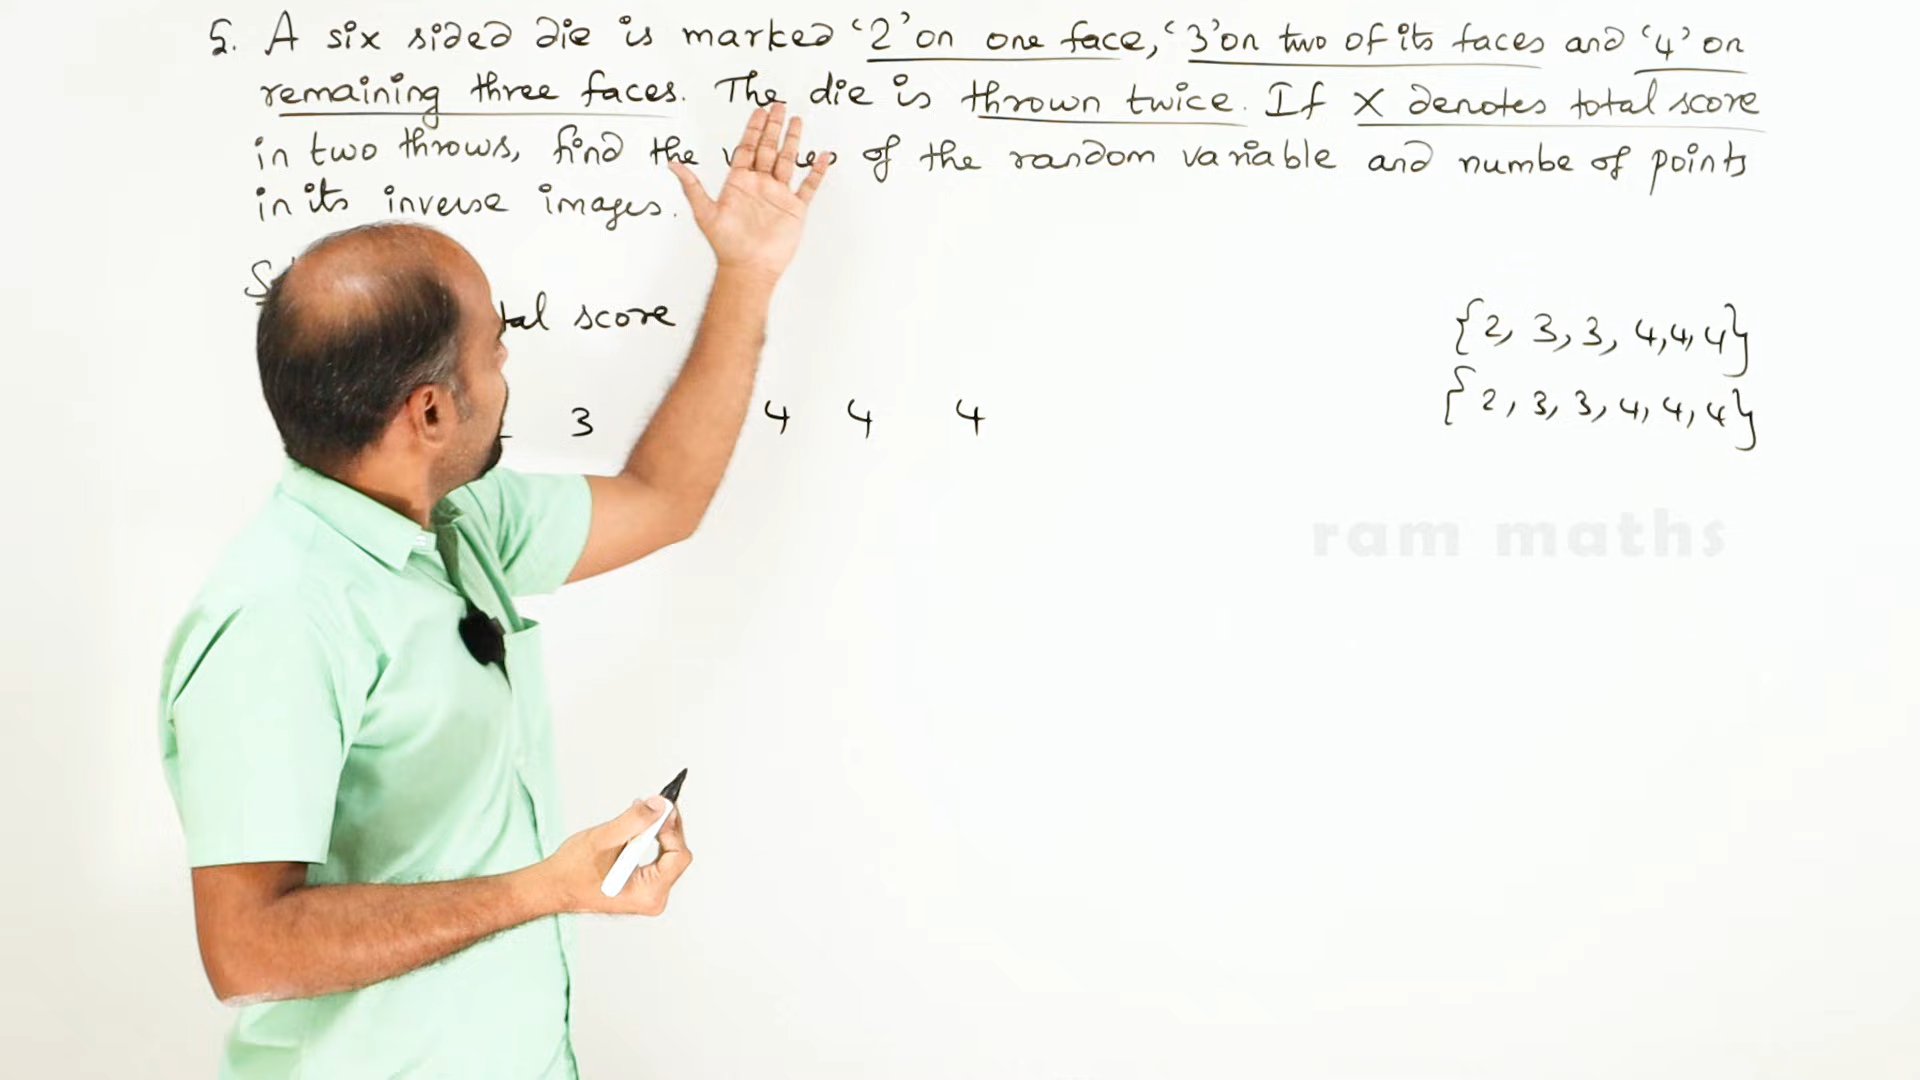 5. A six sided die is marked ‘2’ on one face, ‘3’ on two of its faces and ‘4’ on
remaining three faces. The die is thrown twice. If X denotes total score
in two throws, find the of the random variable and numbe of points
in its inverse images.
score
{2, 3, 3, 4, 4, 4}
{2, 3, 3, 4, 4, 4}
3 4 4 4
ram maths